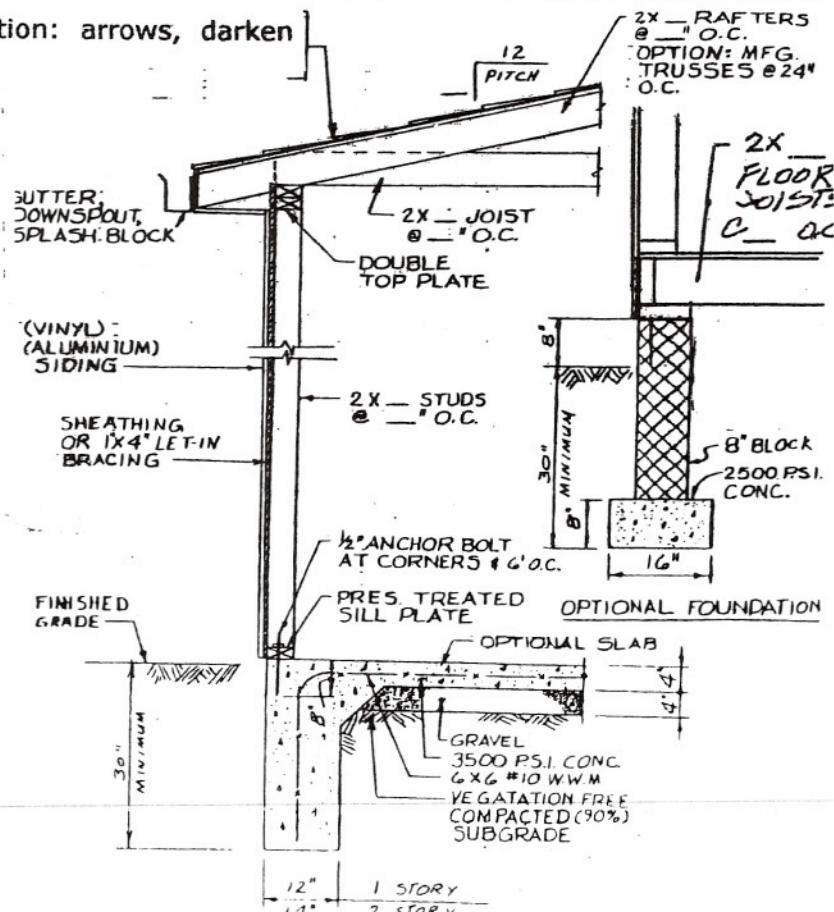 tion: arrows, darken
2X __ RAFTERS
@ __" O.C.
OPTION: MFG.
TRUSSES @ 24"
O.C.
12
PITCH
2X __
FLOOR
JOIST
DOWNSPOUT,
SPLASH BLOCK
2X __ JOIST
@ __" O.C.
DOUBLE
TOP PLATE
(VINYL)
(ALUMINIUM)
SIDING
2X __ STUDS
@ __" O.C.
SHEATHING
OR 1X4" LET-IN
BRACING
8"
30" MINIMUM
8"
8" BLOCK
2500 P.S.I.
CONC.
16"
OPTIONAL FOUNDATION
1/2" ANCHOR BOLT
AT CORNERS & 6' O.C.
PRES. TREATED
SILL PLATE
FINISHED
GRADE
OPTIONAL SLAB
30"
MINIMUM
8"
4"
4"
GRAVEL
3500 P.S.I. CONC.
6X6 #10 W.W.M
VEGATATION FREE
COMPACTED (90%)
SUBGRADE
12" 1 STORY
2 STORY